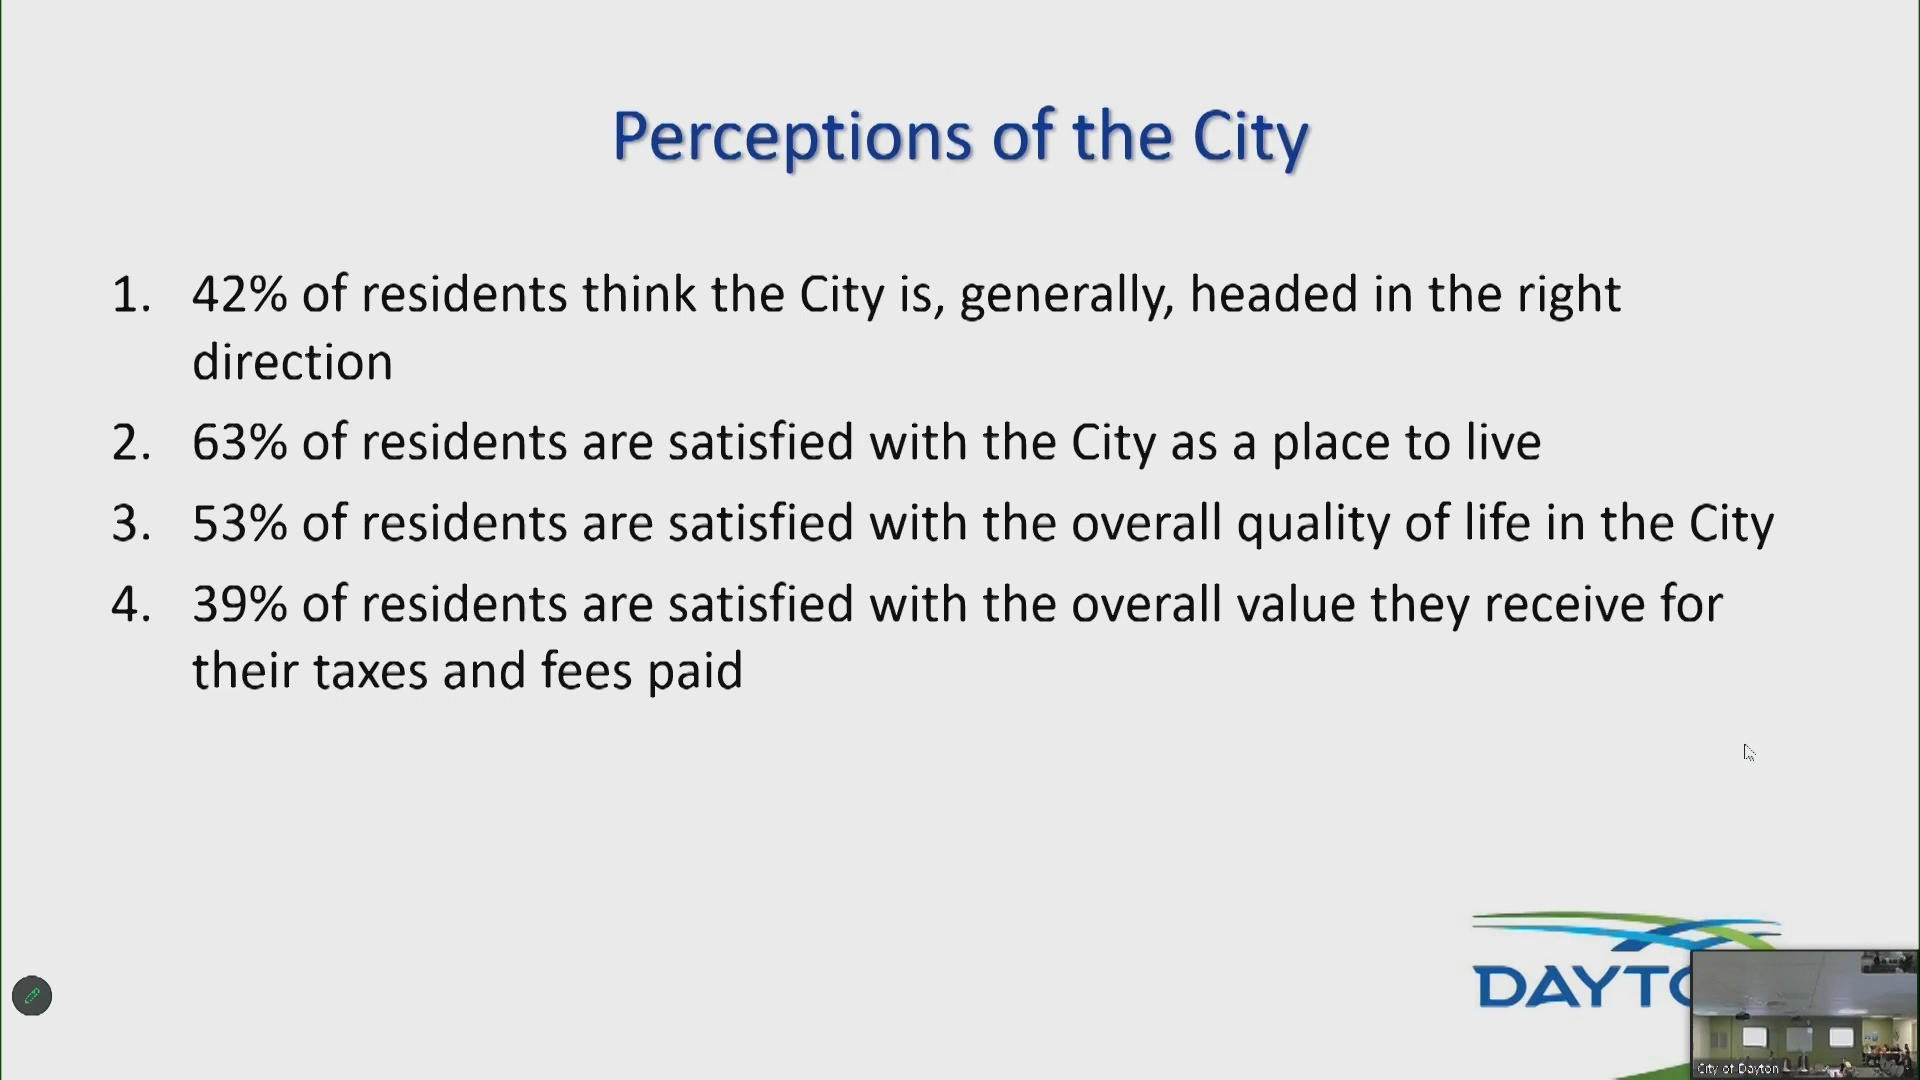 Perceptions of the City
1. 42% of residents think the City is, generally, headed in the right
direction
2. 63% of residents are satisfied with the City as a place to live
3. 53% of residents are satisfied with the overall quality of life in the City
4. 39% of residents are satisfied with the overall value they receive for
their taxes and fees paid
DAYTO
City of Dayton